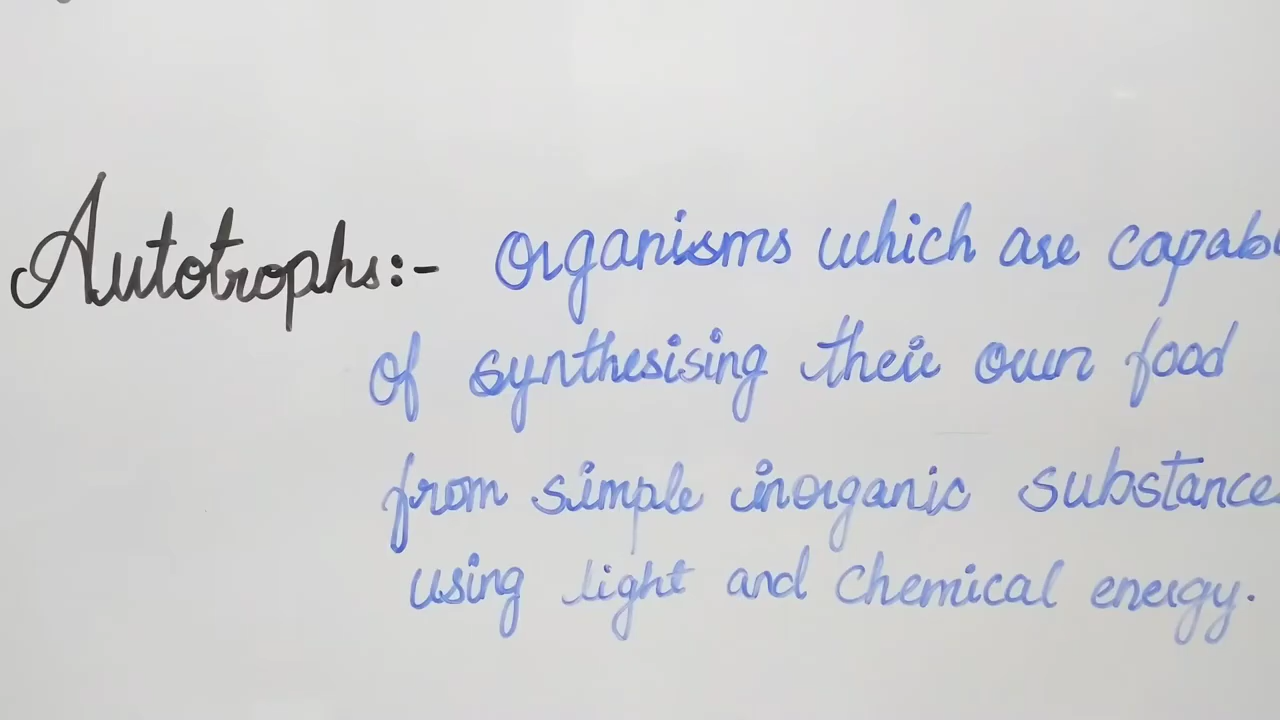 Autotrophs:- Organisms which are capab
of synthesising their own food
from simple inorganic substance
using light and chemical energy.